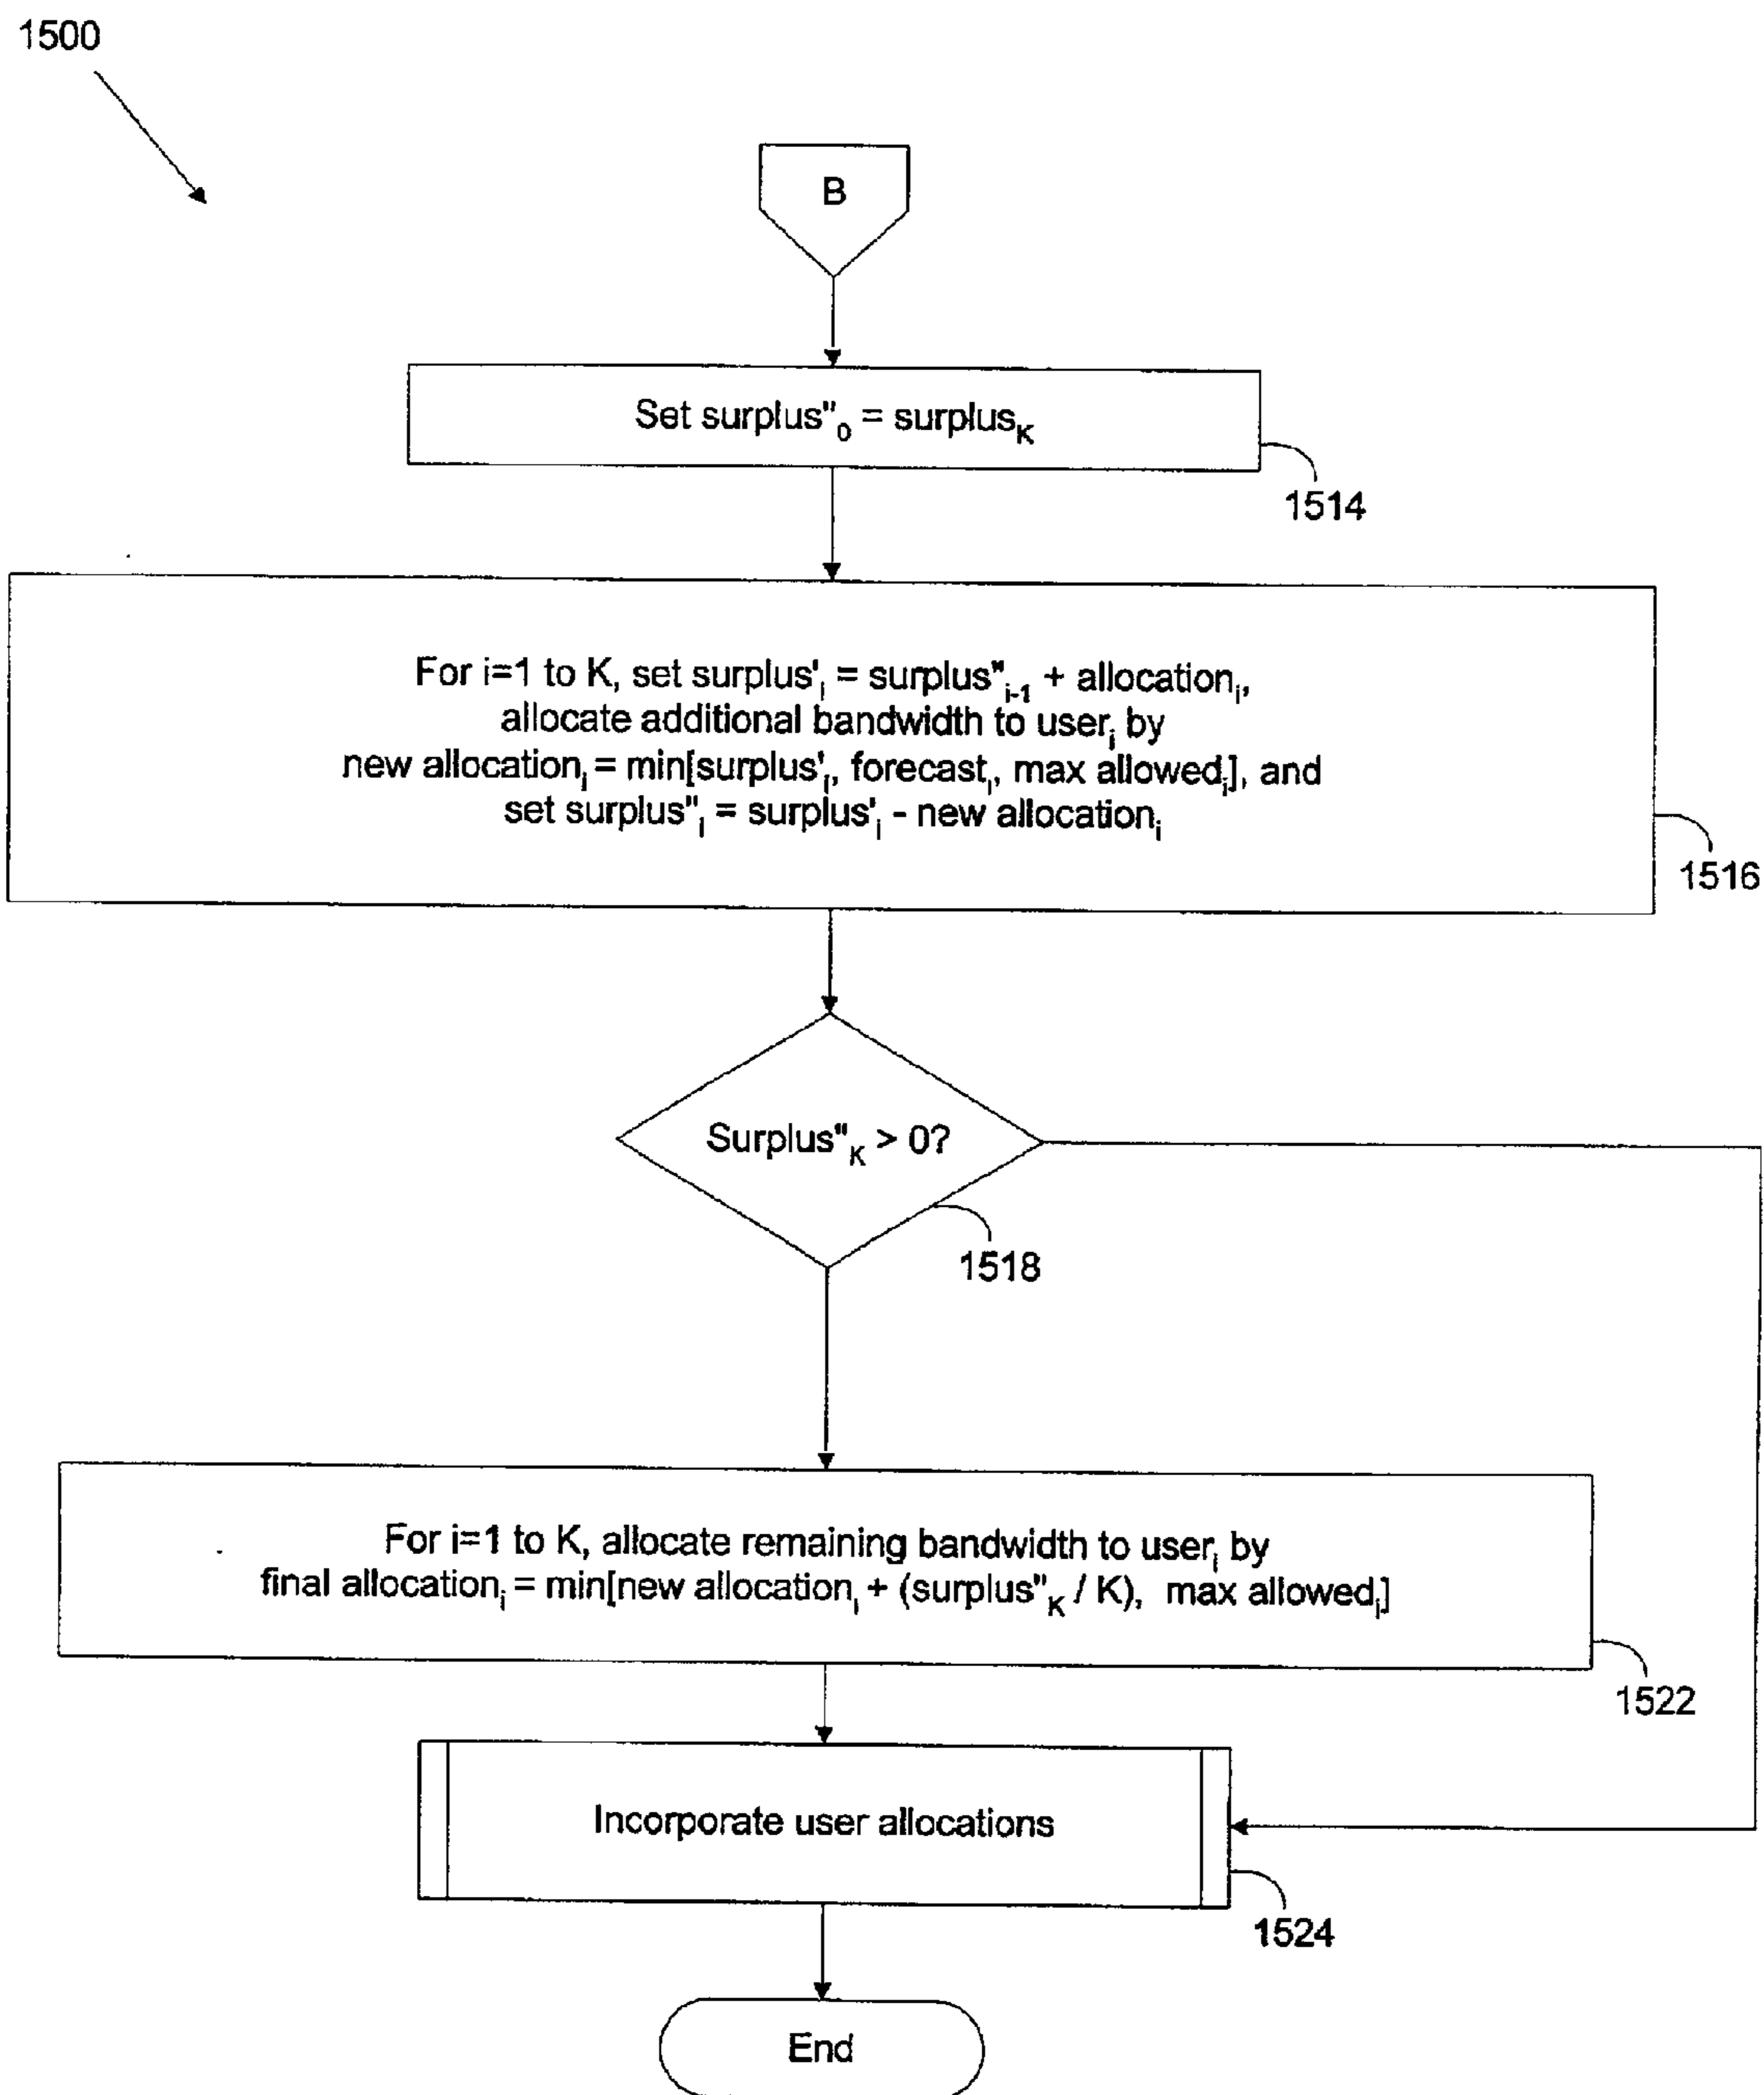 1500
B
Set surplus"₀ = surplusK
1514
For i=1 to K, set surplus'ᵢ = surplus"ᵢ₋₁ + allocationᵢ,
allocate additional bandwidth to userᵢ by
new allocationᵢ = min[surplus'ᵢ, forecastᵢ, max allowedᵢ], and
set surplus"ᵢ = surplus'ᵢ - new allocationᵢ
1516
Surplus"K > 0?
1518
For i=1 to K, allocate remaining bandwidth to userᵢ by
final allocationᵢ = min[new allocationᵢ + (surplus"K / K), max allowedᵢ]
1522
Incorporate user allocations
1524
End